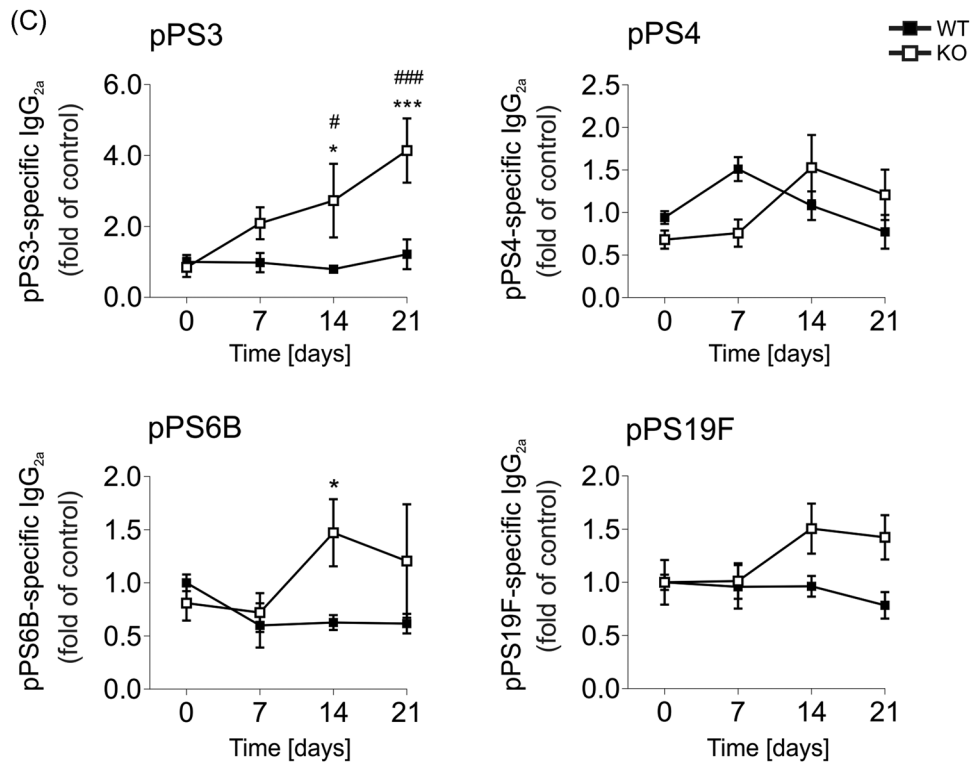 (C)
pPS3
pPS3-specific IgG2a
(fold of control)
6.0
4.0
2.0
0.0
#
*
###
***
0 7 14 21
Time [days]
pPS4
WT
KO
pPS4-specific IgG2a
(fold of control)
2.5
2.0
1.5
1.0
0.5
0.0
0 7 14 21
Time [days]
pPS6B
pPS6B-specific IgG2a
(fold of control)
2.0
1.5
1.0
0.5
0.0
*
0 7 14 21
Time [days]
pPS19F
pPS19F-specific IgG2a
(fold of control)
2.0
1.5
1.0
0.5
0.0
0 7 14 21
Time [days]